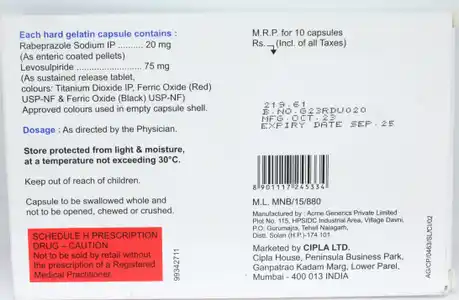 Each hard gelatin capsule contains :
Rabeprazole Sodium IP .......... 20 mg
(As enteric coated pellets)
Levosulpiride ......................... 75 mg
(As sustained release tablet,
colours: Titanium Dioxide IP, Ferric Oxide (Red)
USP-NF & Ferric Oxide (Black) USP-NF)
Approved colours used in empty capsule shell.
Dosage : As directed by the Physician.
Store protected from light & moisture,
at a temperature not exceeding 30°C.
Keep out of reach of children.
Capsule to be swallowed whole and
not to be opened, chewed or crushed.
SCHEDULE H PRESCRIPTION
DRUG – CAUTION
Not to be sold by retail without
the prescription of a Registered
Medical Practitioner.
99342711
M.R.P. for 10 capsules
Rs. (Incl. of all Taxes)
219.61
B.NO.G23RDU020
MFG.OCT.23
EXPIRY DATE SEP.25
8901117245334
M.L. MNB/15/880
Manufactured by : Acme Generics Private Limited
Plot No. 115, HPSIDC Industrial Area, Village Davni,
P.O. Gurumajra, Tehsil Nalagarh,
Distt. Solan (H.P.)-174 101
Marketed by CIPLA LTD.
Cipla House, Peninsula Business Park,
Ganpatrao Kadam Marg, Lower Parel,
Mumbai - 400 013 INDIA